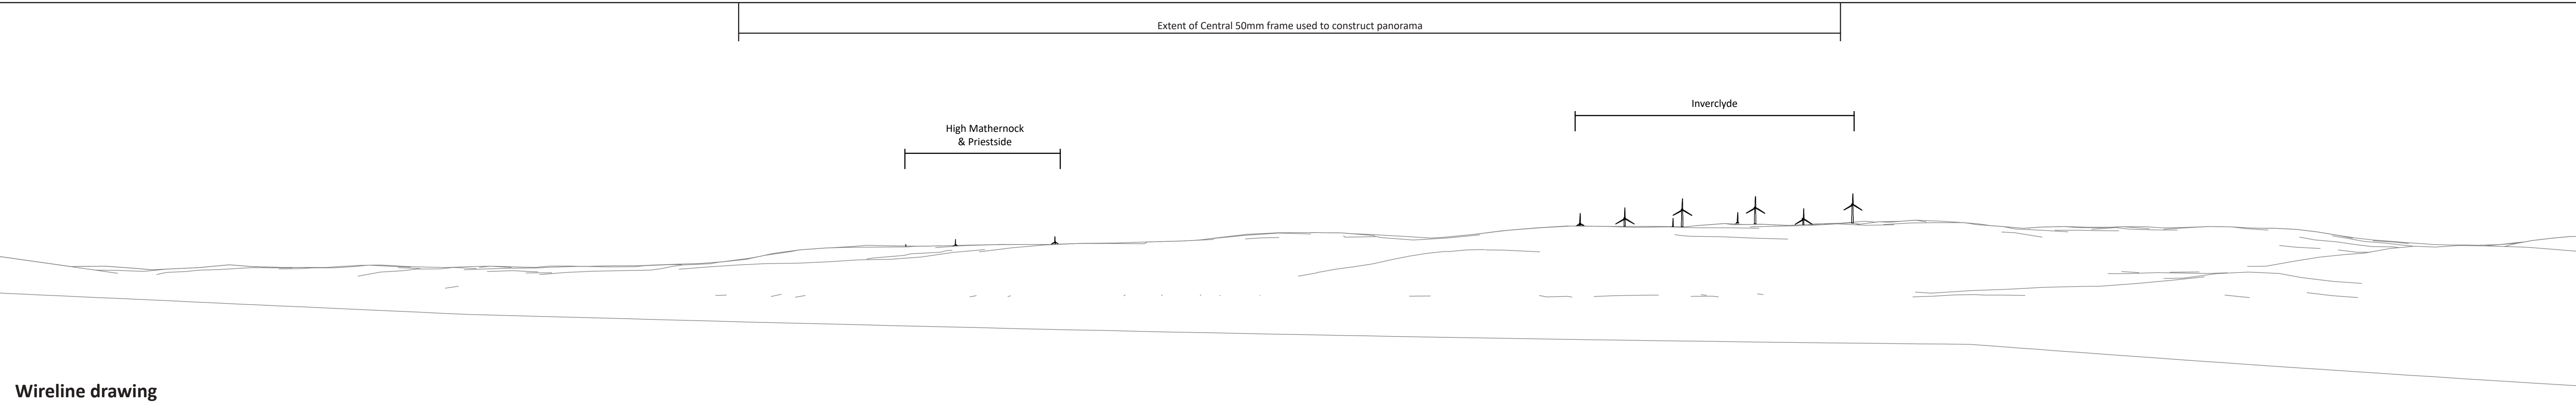 Extent of Central 50mm frame used to construct panorama
Inverclyde
High Mathernock
& Priestside
Wireline drawing